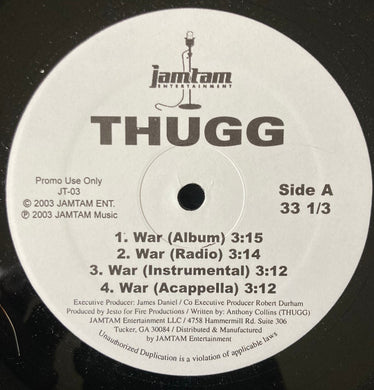 jamtam
ENTERTAINMENT
THUGG
Promo Use Only
JT-03
© 2003 JAMTAM ENT.
℗ 2003 JAMTAM Music
Side A
33 1/3
1. War (Album) 3:15
2. War (Radio) 3:14
3. War (Instrumental) 3:12
4. War (Acappella) 3:12
Executive Producer: James Daniel / Co Executive Producer Robert Durham
Produced by Jesto for Fire Productions / Written by: Anthony Collins (THUGG)
JAMTAM Entertainment LLC / 4758 Hammermill Rd. Suite 306
Tucker, GA 30084 / Distributed & Manufactured
by JAMTAM Entertainment
Unauthorized Duplication is a violation of applicable laws